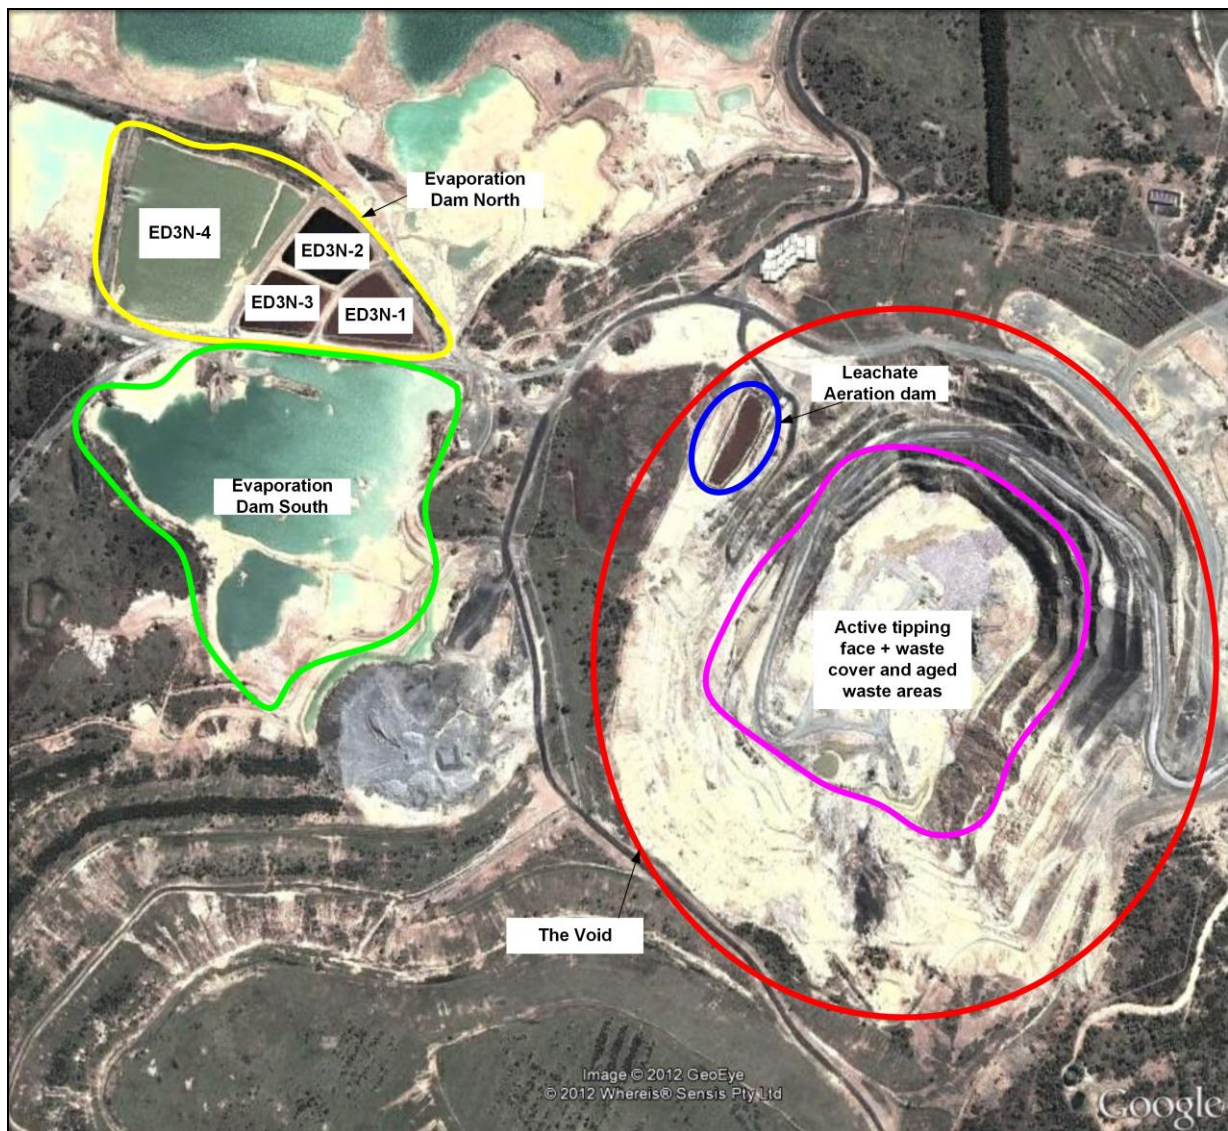 Evaporation
Dam North
ED3N-4
ED3N-2
ED3N-3
ED3N-1
Leachate
Aeration dam
Evaporation
Dam South
Active tipping
face + waste
cover and aged
waste areas
The Void
Image © 2012 GeoEye
© 2012 Whereis® Sensis Pty Ltd
Google